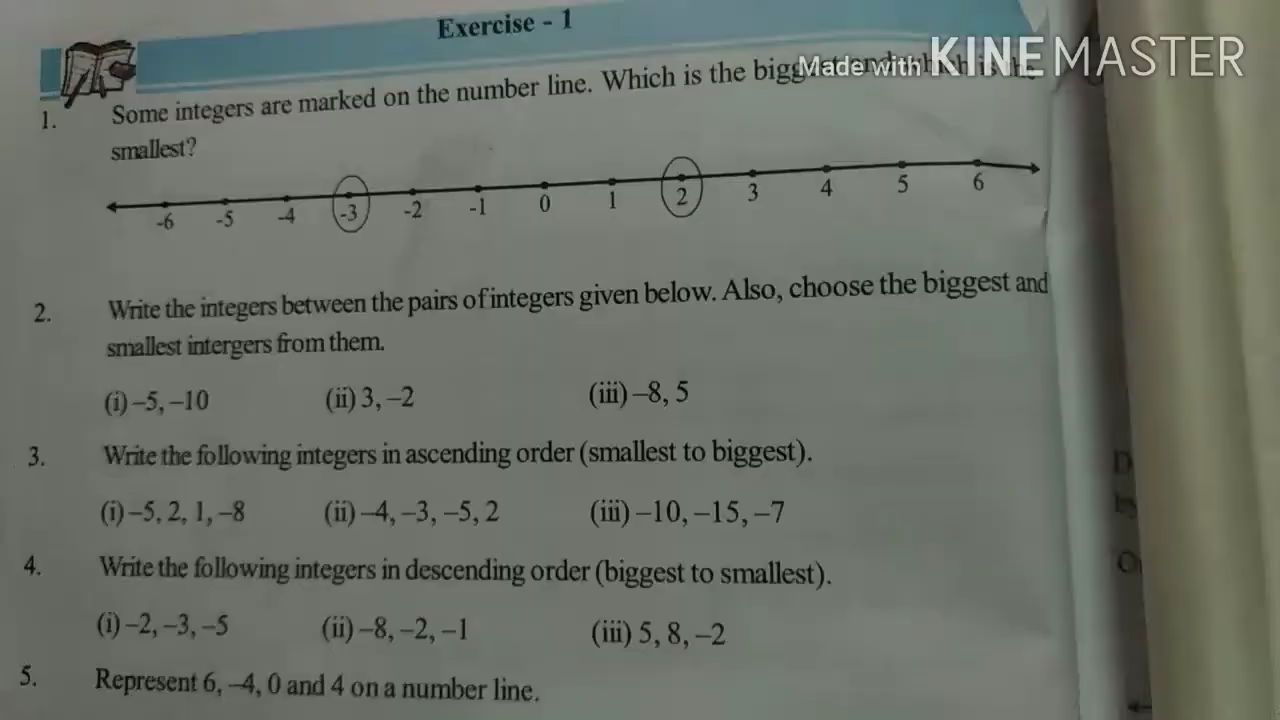 Exercise - 1
Made with KINEMASTER
1. Some integers are marked on the number line. Which is the
smallest?
-6 -5 -4 -3 -2 -1 0 1 2 3 4 5 6
2. Write the integers between the pairs of integers given below. Also, choose the biggest and
smallest intergers from them.
(i) –5, –10 (ii) 3, –2 (iii) –8, 5
3. Write the following integers in ascending order (smallest to biggest).
(i) –5, 2, 1, –8 (ii) –4, –3, –5, 2 (iii) –10, –15, –7
4. Write the following integers in descending order (biggest to smallest).
(i) –2, –3, –5 (ii) –8, –2, –1 (iii) 5, 8, –2
5. Represent 6, –4, 0 and 4 on a number line.